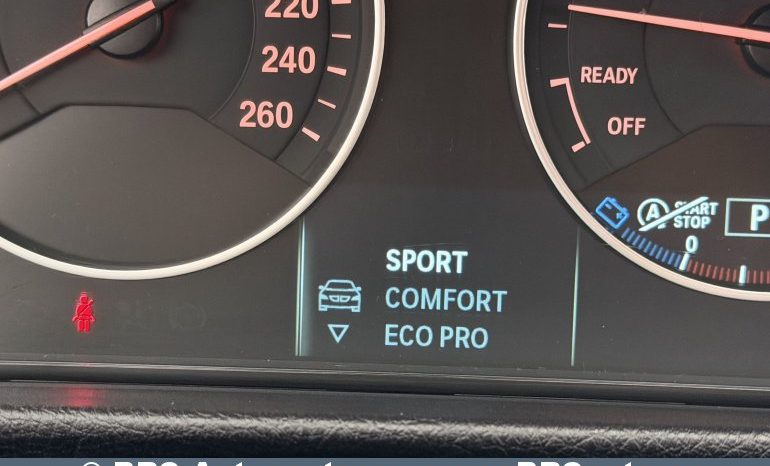 220
240
260
READY
OFF
A START STOP
P
0
SPORT
COMFORT
ECO PRO